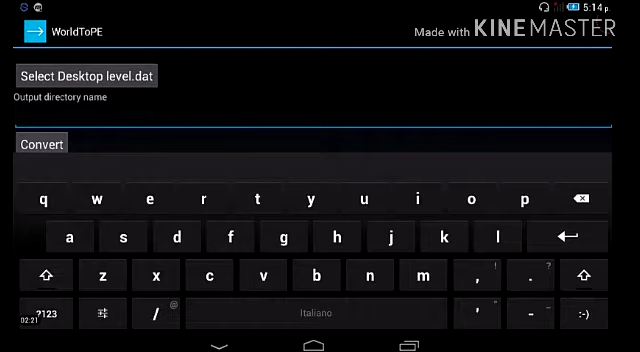 5:14 p.
WorldToPE
Made with KINEMASTER
Select Desktop level.dat
Output directory name
Convert
q w e r t y u i o p
a s d f g h j k l
z x c v b n m , ! . ?
?123 / @ Italiano ' " - _ :-)
02:21